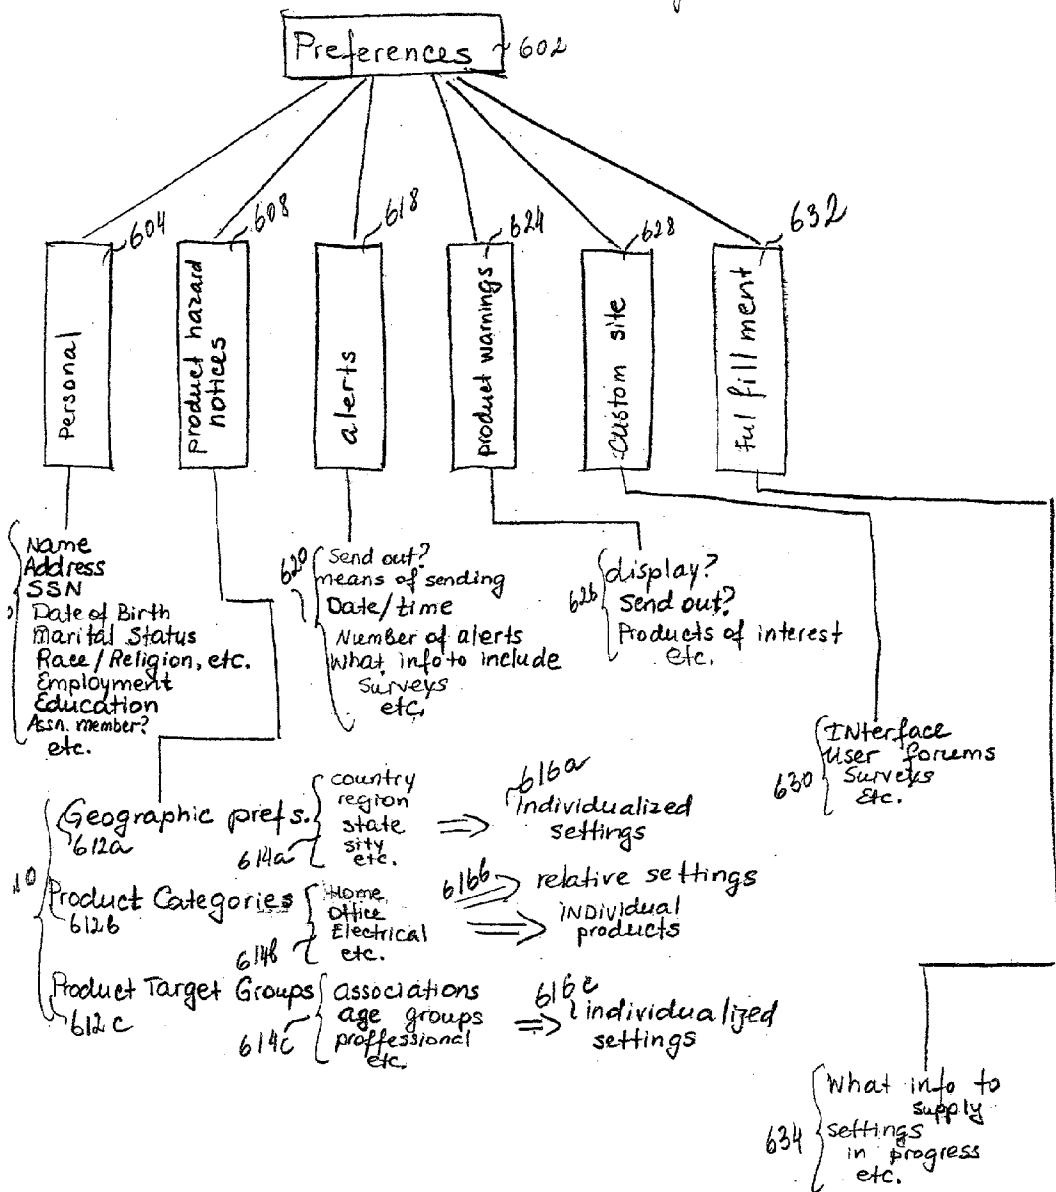 Preferences 602
604
608
618
624
628
632
Personal
product hazard
notices
alerts
product warnings
Custom site
Ful fill ment
Name
Address
SSN
Date of Birth
Marital Status
Race / Religion, etc.
Employment
Education
Assn. member?
etc.
620
Send out?
means of sending
Date/time
Number of alerts
What info to include
Surveys
etc.
626
display?
Send out?
Products of interest
etc.
630
INterface
User forums
Surveys
Etc.
10
Geographic prefs.
612a
614a
country
region
state
sity
etc.
616a
individualized
settings
Product Categories
612b
614b
Home
Office
Electrical
etc.
616b
relative settings
INDIVIDUAL
products
Product Target Groups
612c
614c
associations
age groups
proffessional
etc.
616c
individualized
settings
634
What info to
supply
settings
in progress
etc.